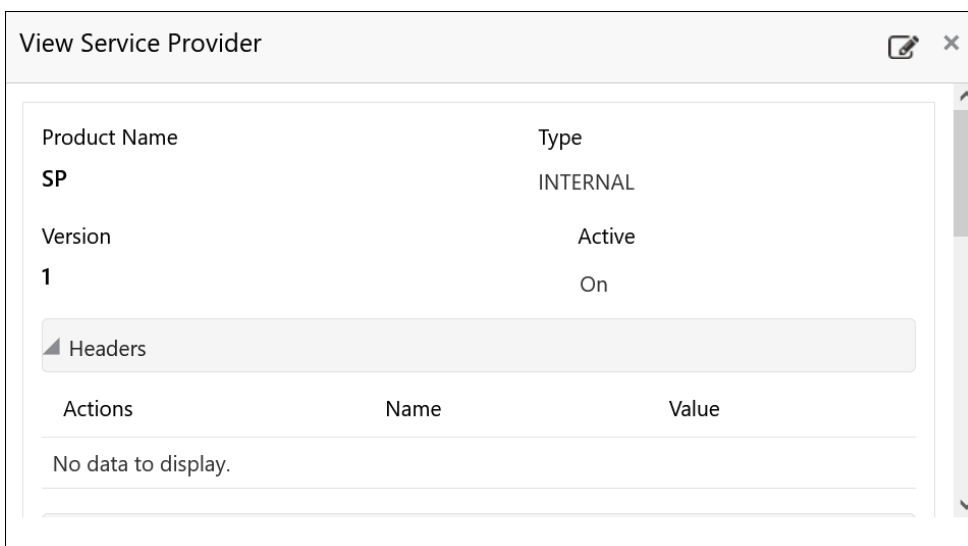 View Service Provider
Product Name Type
SP INTERNAL
Version Active
1 On
Headers
Actions Name Value
No data to display.